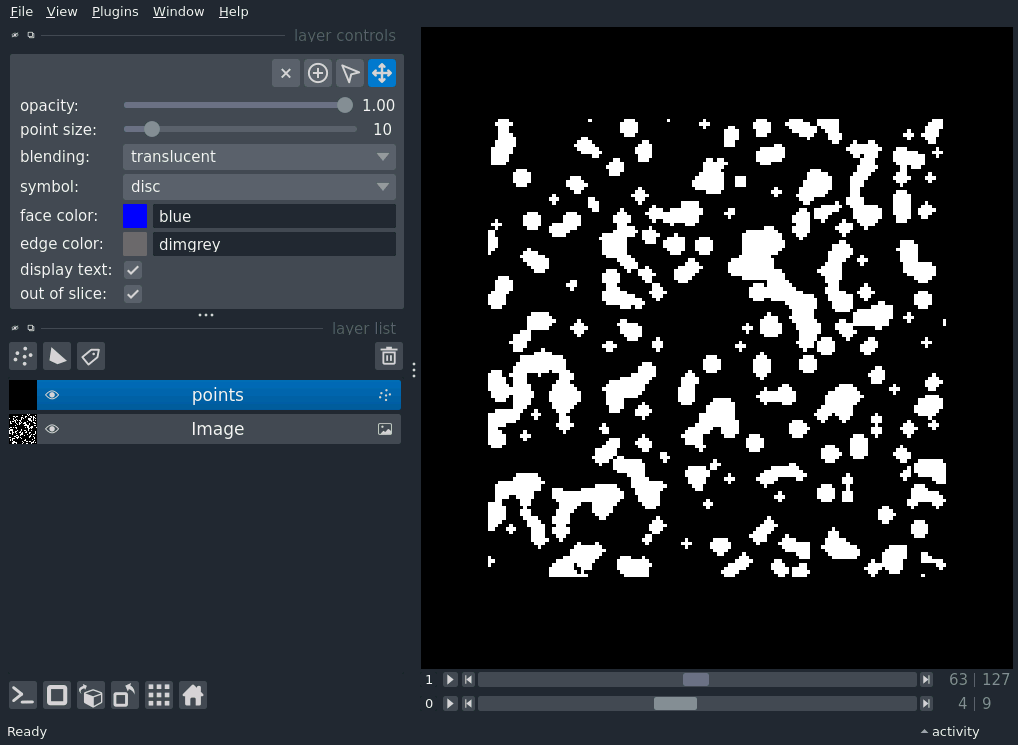 File View Plugins Window Help
layer controls
opacity: 1.00
point size: 10
blending: translucent
symbol: disc
face color: blue
edge color: dimgrey
display text:
out of slice:
layer list
points
Image
1 63 | 127
0 4 | 9
Ready activity